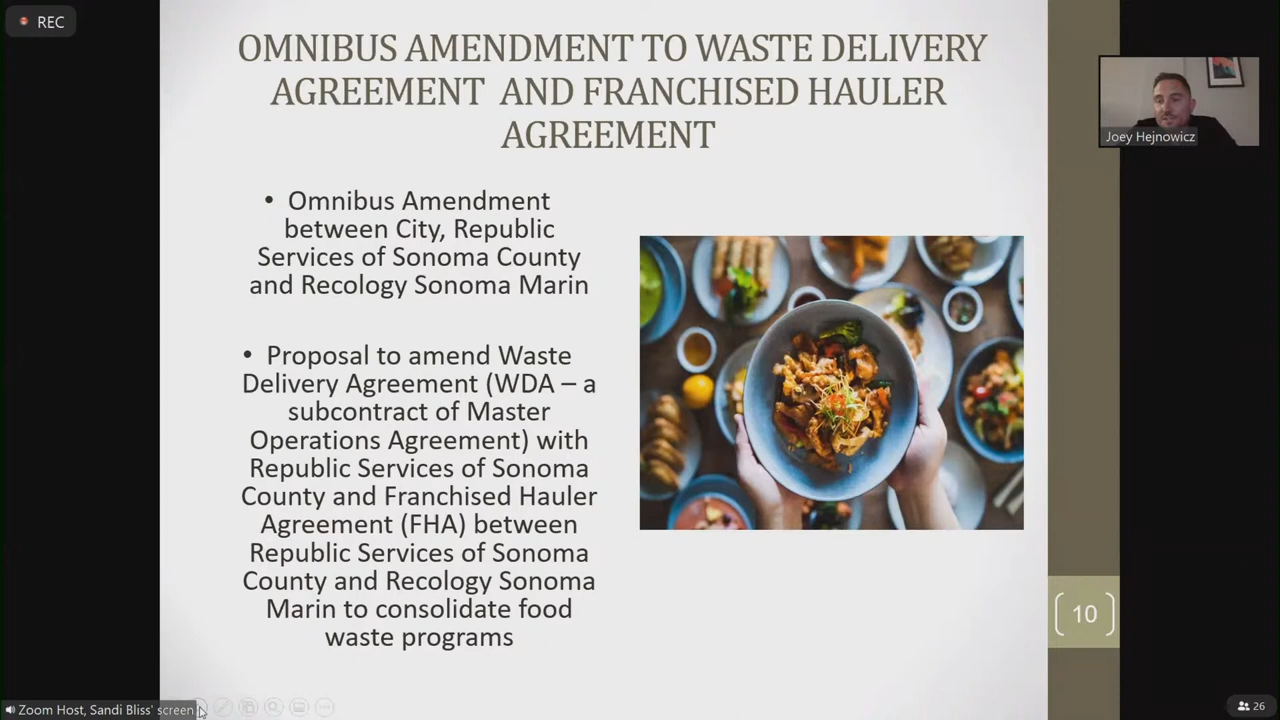 REC
OMNIBUS AMENDMENT TO WASTE DELIVERY
AGREEMENT AND FRANCHISED HAULER
AGREEMENT
• Omnibus Amendment
between City, Republic
Services of Sonoma County
and Recology Sonoma Marin
• Proposal to amend Waste
Delivery Agreement (WDA – a
subcontract of Master
Operations Agreement) with
Republic Services of Sonoma
County and Franchised Hauler
Agreement (FHA) between
Republic Services of Sonoma
County and Recology Sonoma
Marin to consolidate food
waste programs
Joey Hejnowicz
10
Zoom Host, Sandi Bliss' screen
26